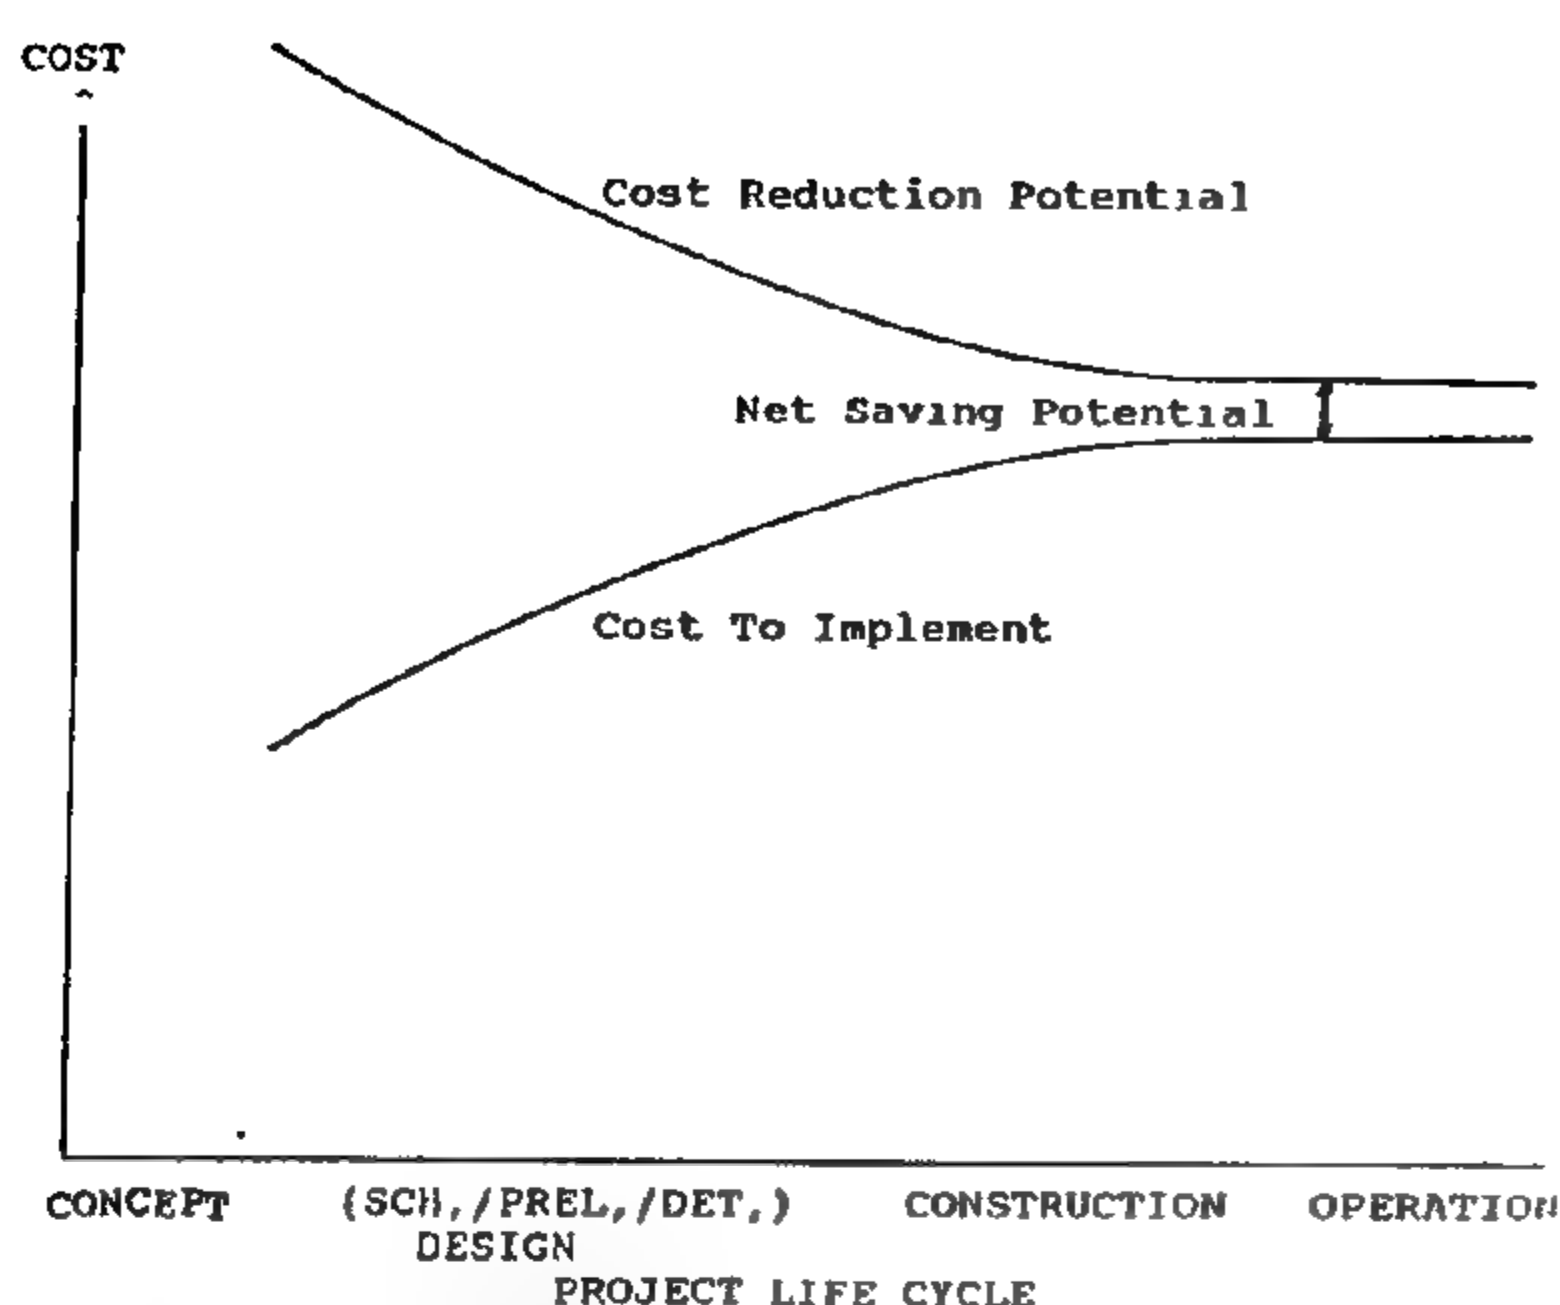 COST
Cost Reduction Potential
Net Saving Potential
Cost To Implement
CONCEPT (SCH,/PREL,/DET,) CONSTRUCTION OPERATION
DESIGN
PROJECT LIFE CYCLE